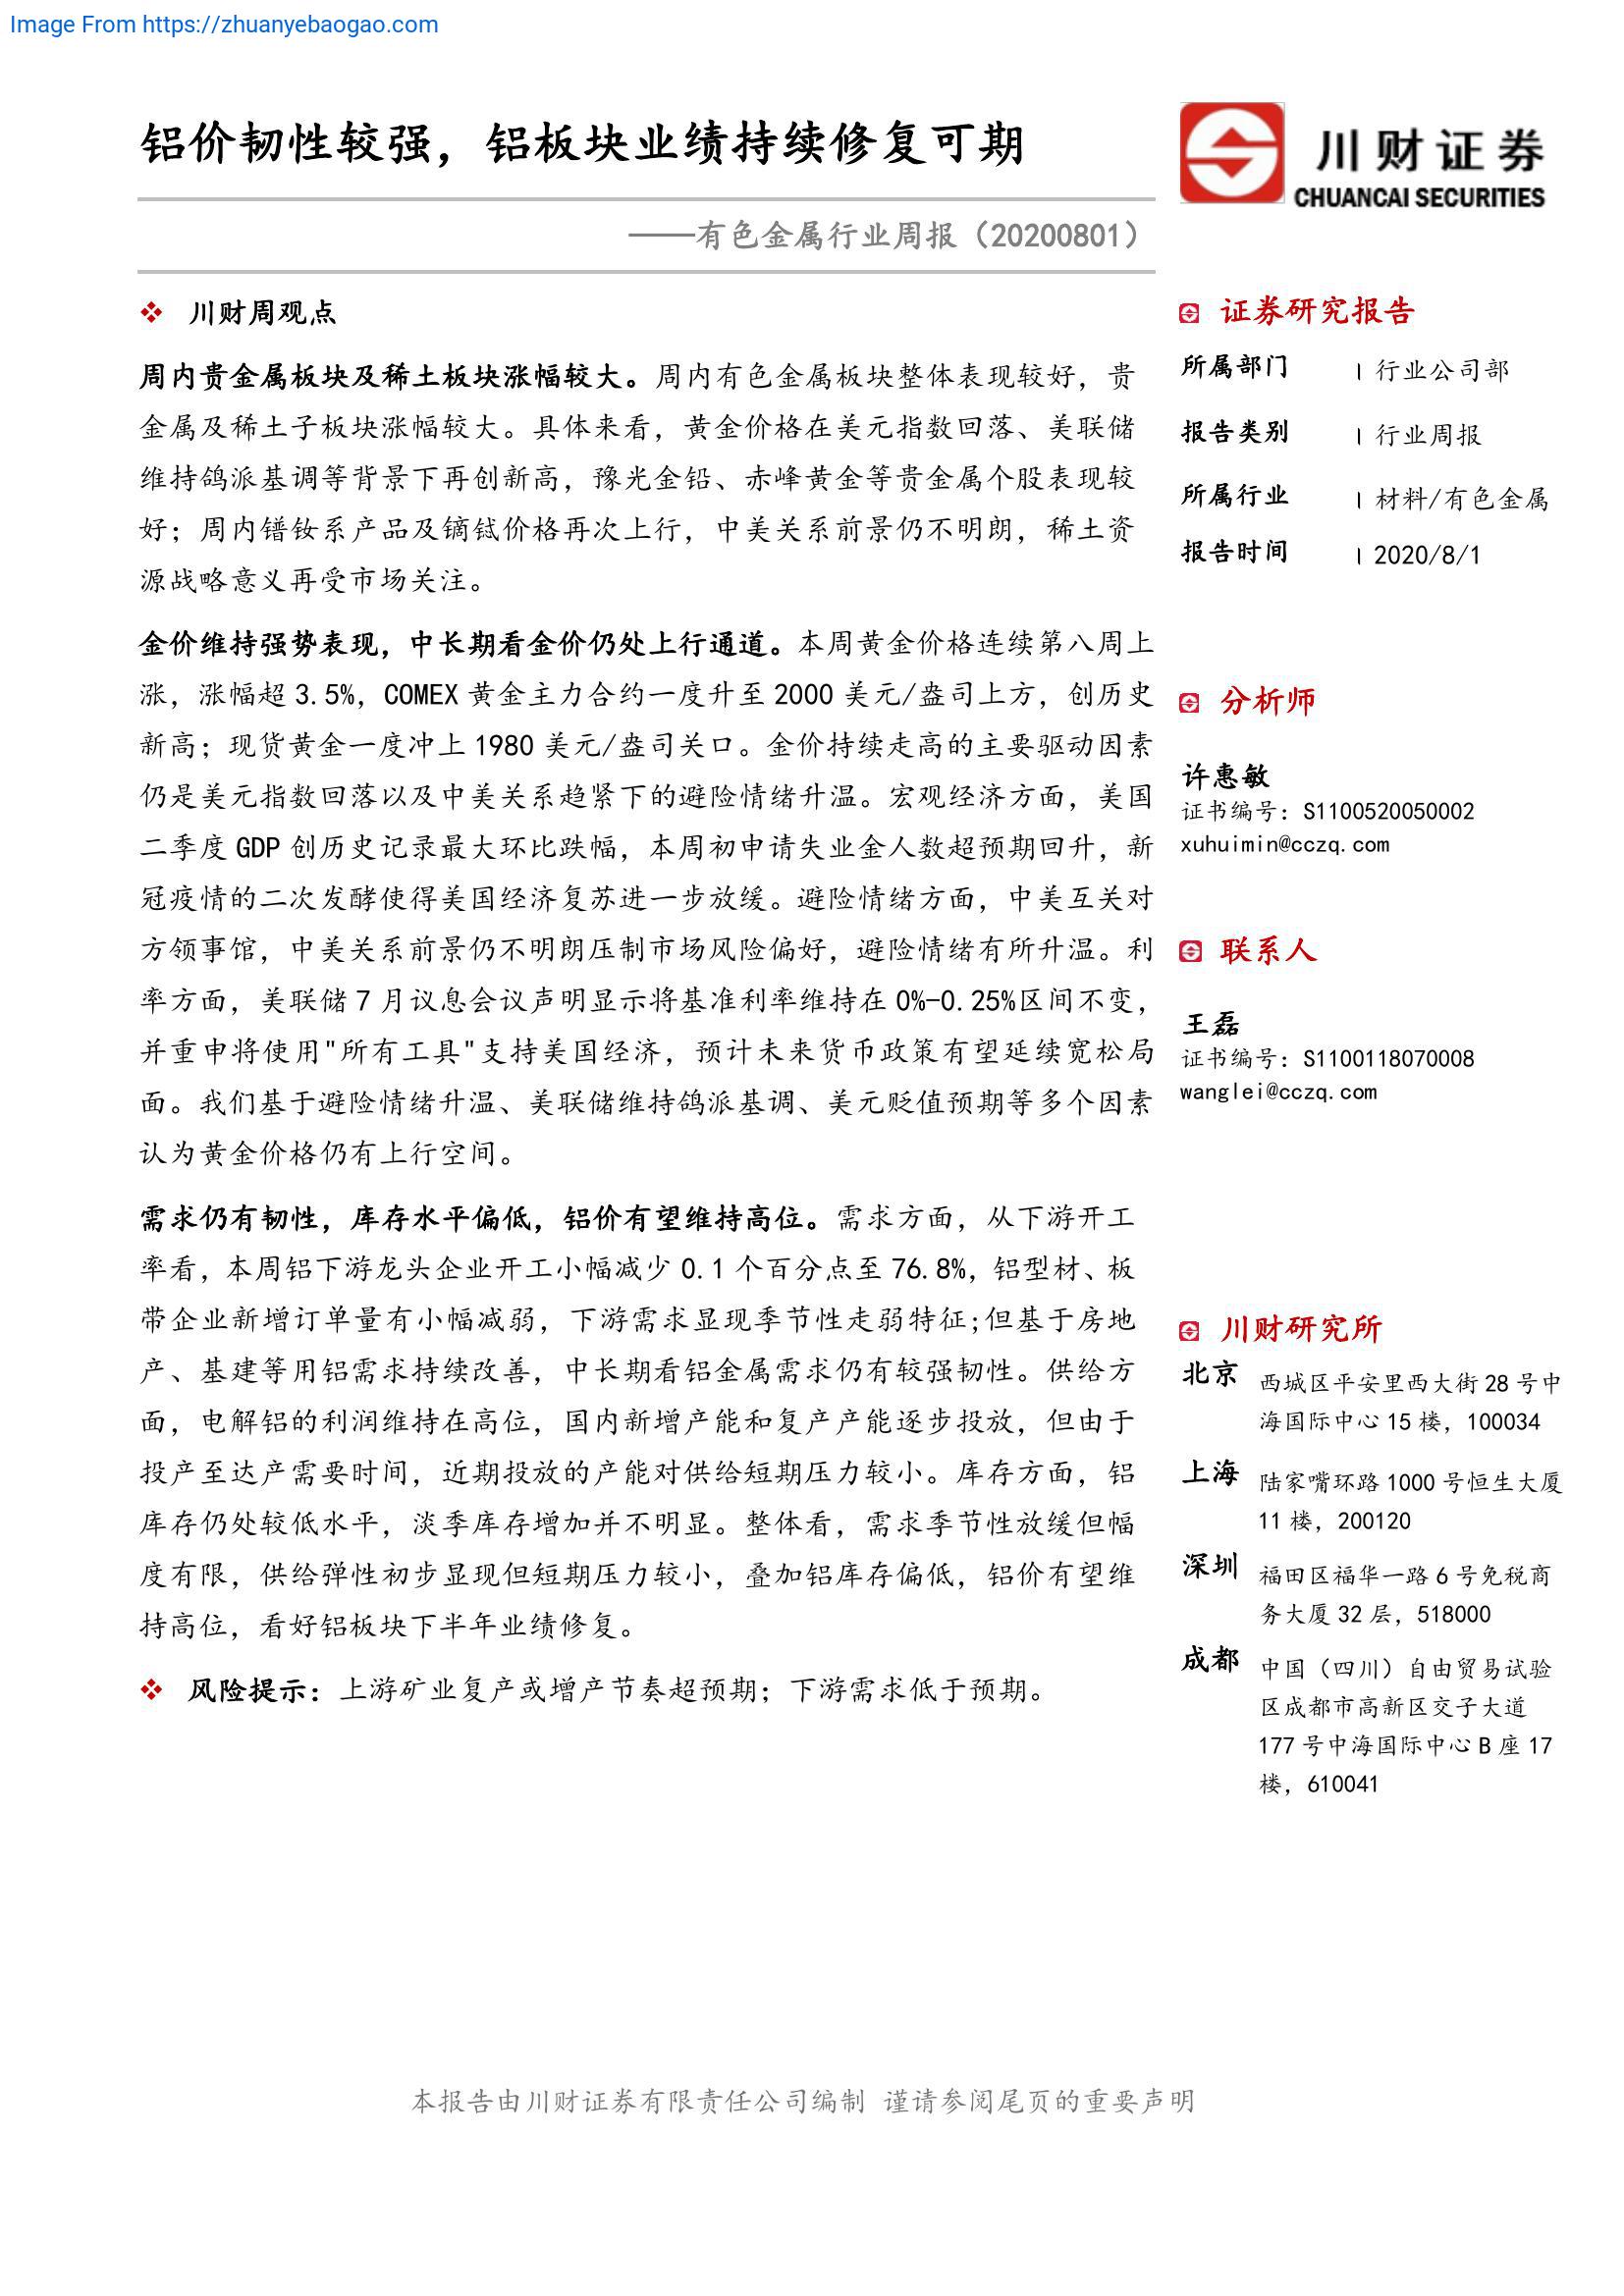 Image From https://zhuanyebaogao.com
铝价韧性较强，铝板块业绩持续修复可期
——有色金属行业周报（20200801）
川财证券
CHUANCAI SECURITIES
❖ 川财周观点
周内贵金属板块及稀土板块涨幅较大。周内有色金属板块整体表现较好，贵
金属及稀土子板块涨幅较大。具体来看，黄金价格在美元指数回落、美联储
维持鸽派基调等背景下再创新高，豫光金铅、赤峰黄金等贵金属个股表现较
好；周内镨钕系产品及镝铽价格再次上行，中美关系前景仍不明朗，稀土资
源战略意义再受市场关注。
金价维持强势表现，中长期看金价仍处上行通道。本周黄金价格连续第八周上
涨，涨幅超 3.5%，COMEX 黄金主力合约一度升至 2000 美元/盎司上方，创历史
新高；现货黄金一度冲上 1980 美元/盎司关口。金价持续走高的主要驱动因素
仍是美元指数回落以及中美关系趋紧下的避险情绪升温。宏观经济方面，美国
二季度 GDP 创历史记录最大环比跌幅，本周初申请失业金人数超预期回升，新
冠疫情的二次发酵使得美国经济复苏进一步放缓。避险情绪方面，中美互关对
方领事馆，中美关系前景仍不明朗压制市场风险偏好，避险情绪有所升温。利
率方面，美联储 7 月议息会议声明显示将基准利率维持在 0%-0.25%区间不变，
并重申将使用"所有工具"支持美国经济，预计未来货币政策有望延续宽松局
面。我们基于避险情绪升温、美联储维持鸽派基调、美元贬值预期等多个因素
认为黄金价格仍有上行空间。
需求仍有韧性，库存水平偏低，铝价有望维持高位。需求方面，从下游开工
率看，本周铝下游龙头企业开工小幅减少 0.1 个百分点至 76.8%，铝型材、板
带企业新增订单量有小幅减弱，下游需求显现季节性走弱特征;但基于房地
产、基建等用铝需求持续改善，中长期看铝金属需求仍有较强韧性。供给方
面，电解铝的利润维持在高位，国内新增产能和复产产能逐步投放，但由于
投产至达产需要时间，近期投放的产能对供给短期压力较小。库存方面，铝
库存仍处较低水平，淡季库存增加并不明显。整体看，需求季节性放缓但幅
度有限，供给弹性初步显现但短期压力较小，叠加铝库存偏低，铝价有望维
持高位，看好铝板块下半年业绩修复。
❖ 风险提示：上游矿业复产或增产节奏超预期；下游需求低于预期。
证券研究报告
所属部门 | 行业公司部
报告类别 | 行业周报
所属行业 | 材料/有色金属
报告时间 | 2020/8/1
分析师
许惠敏
证书编号：S1100520050002
xuhuimin@cczq.com
联系人
王磊
证书编号：S1100118070008
wanglei@cczq.com
川财研究所
北京 西城区平安里西大街 28 号中
海国际中心 15 楼，100034
上海 陆家嘴环路 1000 号恒生大厦
11 楼，200120
深圳 福田区福华一路 6 号免税商
务大厦 32 层，518000
成都 中国（四川）自由贸易试验
区成都市高新区交子大道
177 号中海国际中心 B 座 17
楼，610041
本报告由川财证券有限责任公司编制 谨请参阅尾页的重要声明